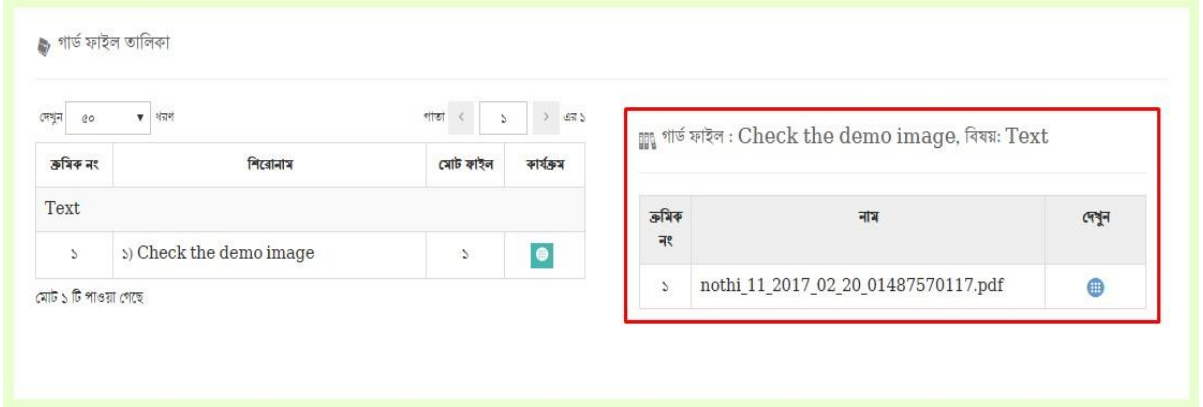 গার্ড ফাইল তালিকা
দেখুন ৫০ ধরণ পাতা ১ এর ১
ক্রমিক নং শিরোনাম মোট ফাইল কার্যক্রম
Text
১ ১) Check the demo image ১
মোট ১ টি পাওয়া গেছে
গার্ড ফাইল : Check the demo image, বিষয়: Text
ক্রমিক নং নাম দেখুন
১ nothi_11_2017_02_20_01487570117.pdf